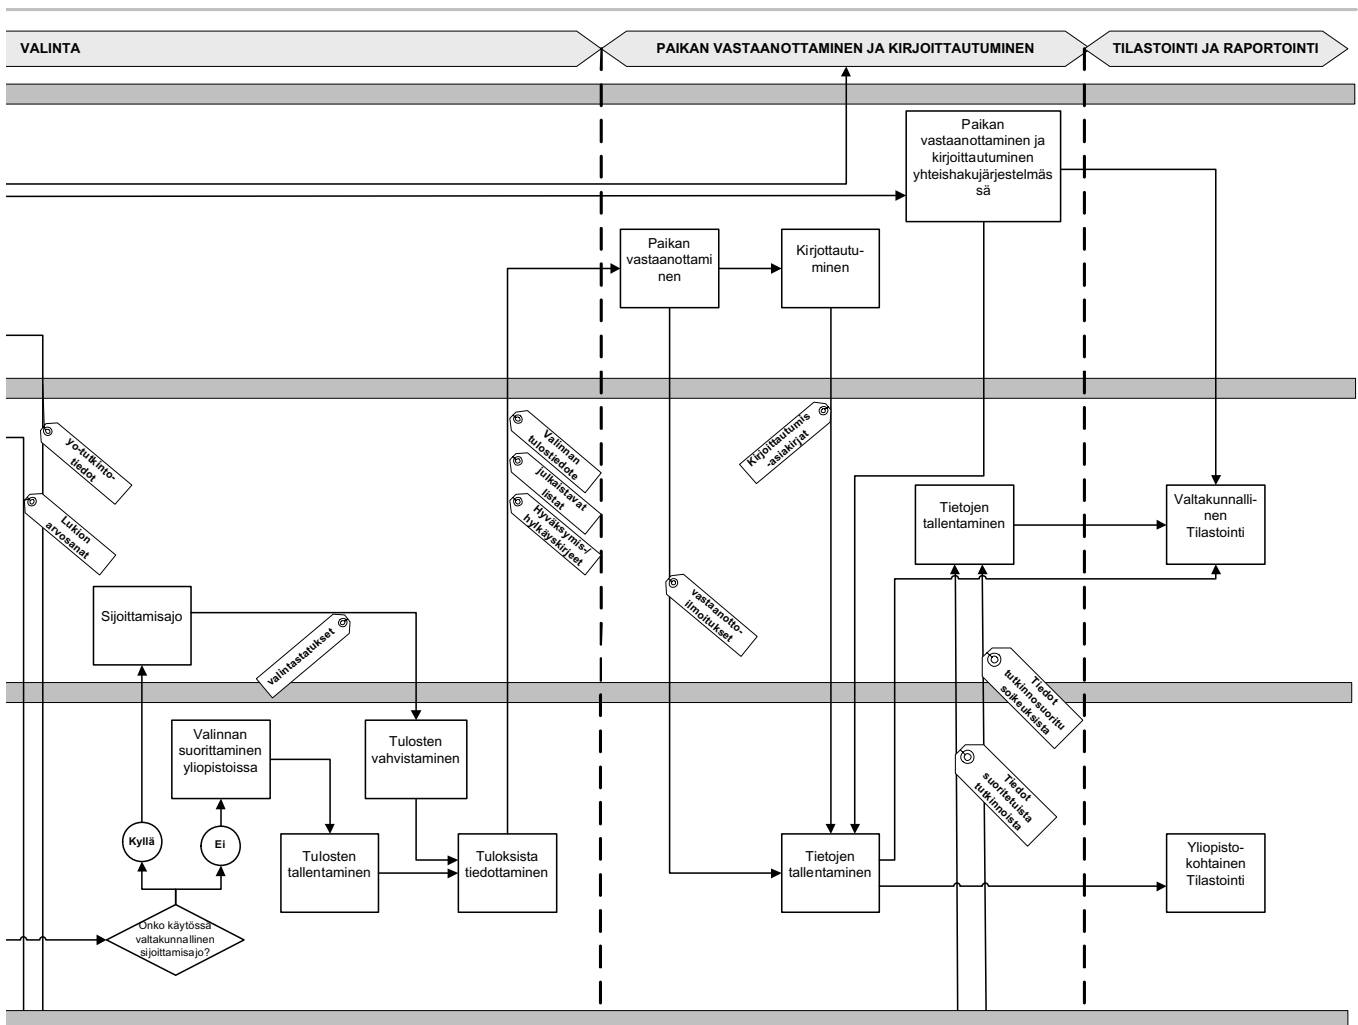 VALINTA
PAIKAN VASTAANOTTAMINEN JA KIRJOITTAUTUMINEN
TILASTOINTI JA RAPORTOINTI
Paikan
vastaanottaminen ja
kirjoittautuminen
yhteishakujärjestelmäs
sä
Paikan
vastaanottami
nen
Kirjottautu-
minen
yo-tutkinto-
tiedot
Lukion
arvosanat
Valinnan
tulostiedote
julkaistavat
listat
Hyväksymis-/
hylkäyskirjeet
Kirjoittautumis
-asiakirjat
Tietojen
tallentaminen
Valtakunnalli-
nen
Tilastointi
Sijoittamisajo
valintastatukset
vastaanotto-
ilmoitukset
Tiedot
tutkinnosuoritu
soikeuksista
Valinnan
suorittaminen
yliopistoissa
Tulosten
vahvistaminen
Tiedot
suoritetuista
tutkinnoista
Kyllä
Ei
Tulosten
tallentaminen
Tuloksista
tiedottaminen
Tietojen
tallentaminen
Yliopisto-
kohtainen
Tilastointi
Onko käytössä
valtakunnallinen
sijoittamisajo?